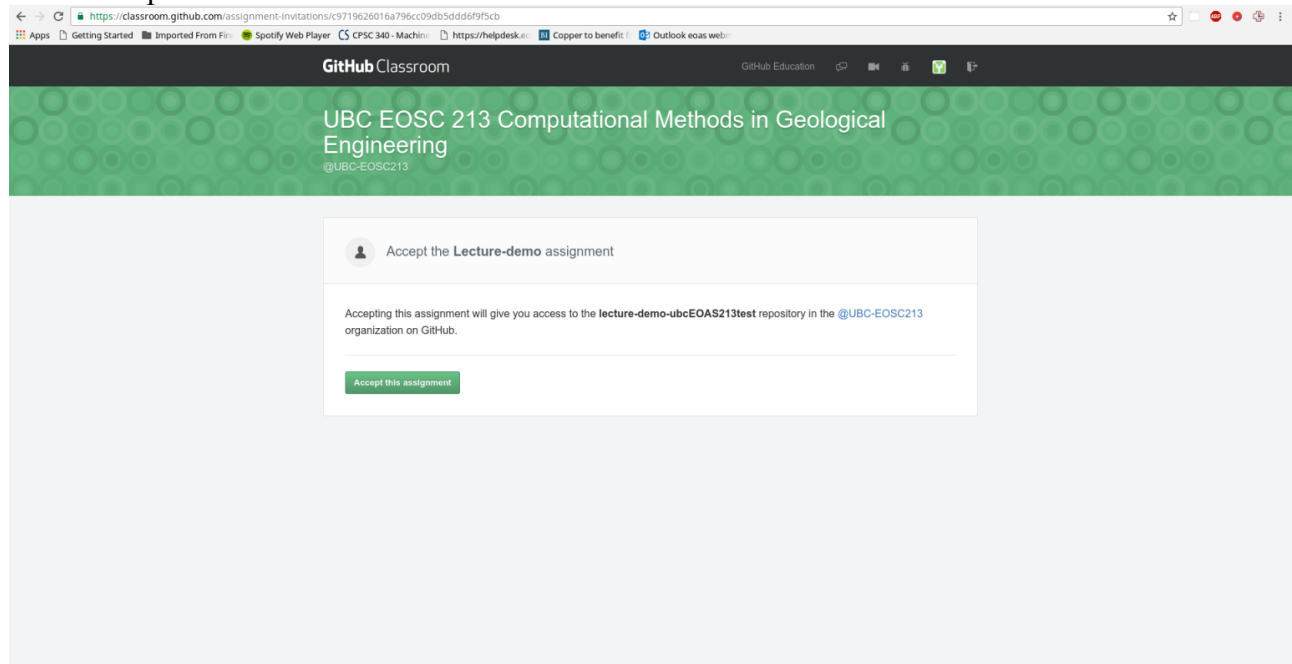 https://classroom.github.com/assignment-invitations/c9719626016a796cc09db5ddd6f9f5cb
Apps Getting Started Imported From Fir Spotify Web Player CPSC 340 - Machin https://helpdesk.eo Copper to benefit f Outlook eoas webm
GitHub Classroom GitHub Education
UBC EOSC 213 Computational Methods in Geological
Engineering
@UBC-EOSC213
Accept the Lecture-demo assignment
Accepting this assignment will give you access to the lecture-demo-ubcEOAS213test repository in the @UBC-EOSC213
organization on GitHub.
Accept this assignment